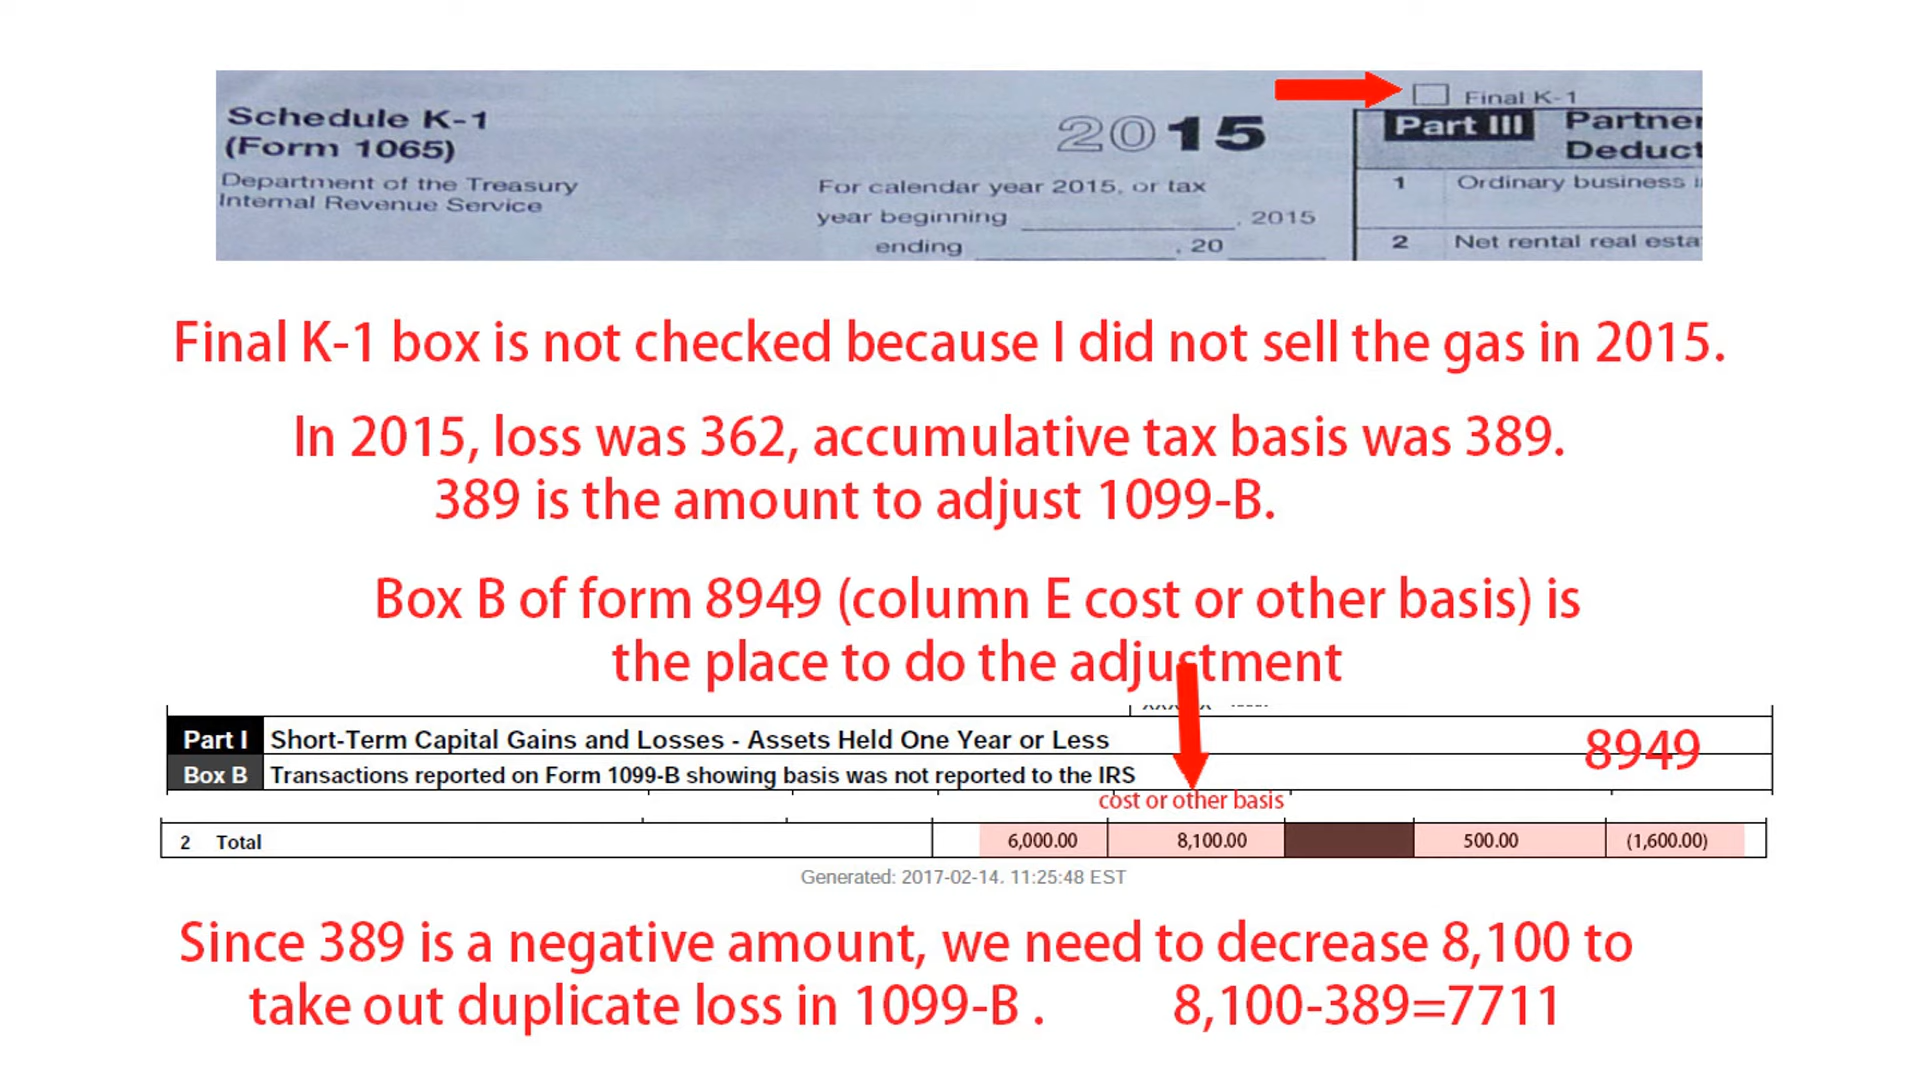 Schedule K-1
(Form 1065)
Department of the Treasury
Internal Revenue Service
2015
For calendar year 2015, or tax
year beginning ____________, 2015
ending ____________, 20 ______
Final K-1
Part III Partner
Deduct
1 Ordinary business
2 Net rental real esta
Final K-1 box is not checked because I did not sell the gas in 2015.
In 2015, loss was 362, accumulative tax basis was 389.
389 is the amount to adjust 1099-B.
Box B of form 8949 (column E cost or other basis) is
the place to do the adjustment
Part I Short-Term Capital Gains and Losses - Assets Held One Year or Less
8949
Box B Transactions reported on Form 1099-B showing basis was not reported to the IRS
cost or other basis
2 Total 6,000.00 8,100.00 500.00 (1,600.00)
Generated: 2017-02-14. 11:25:48 EST
Since 389 is a negative amount, we need to decrease 8,100 to
take out duplicate loss in 1099-B . 8,100-389=7711